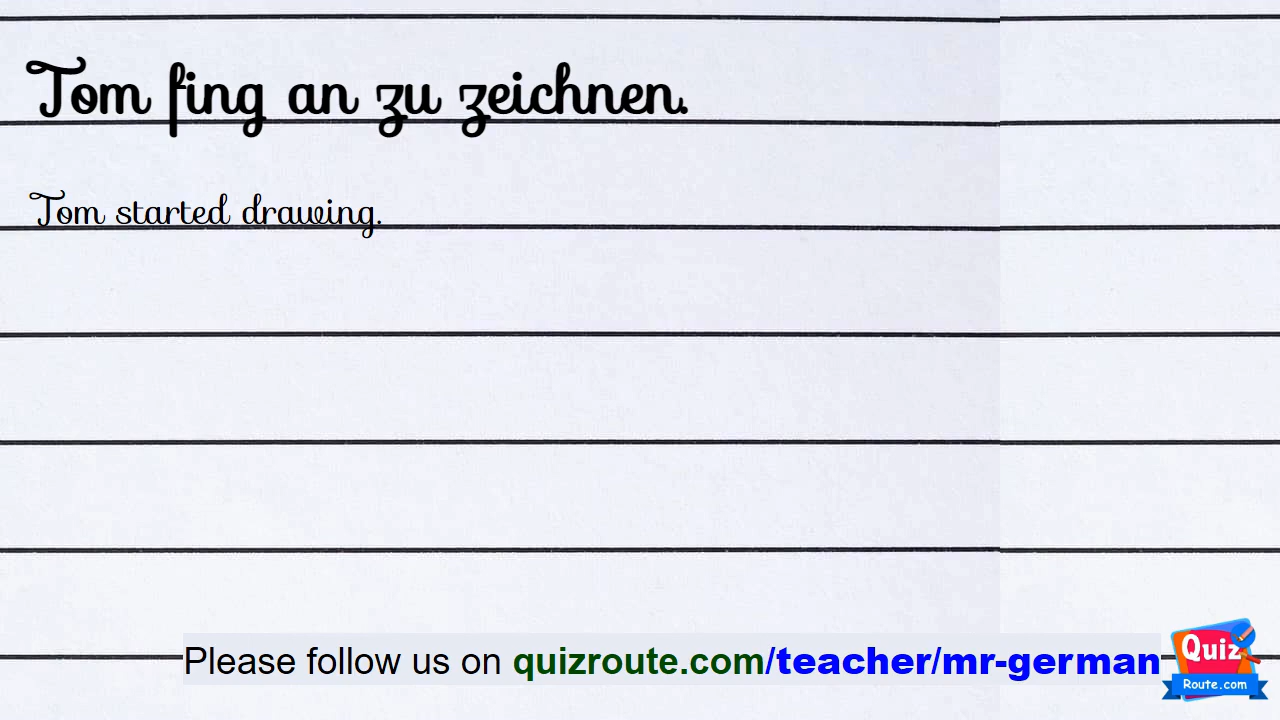 Tom fing an zu zeichnen.
Tom started drawing.
Please follow us on quizroute.com/teacher/mr-german
Quiz
Route.com